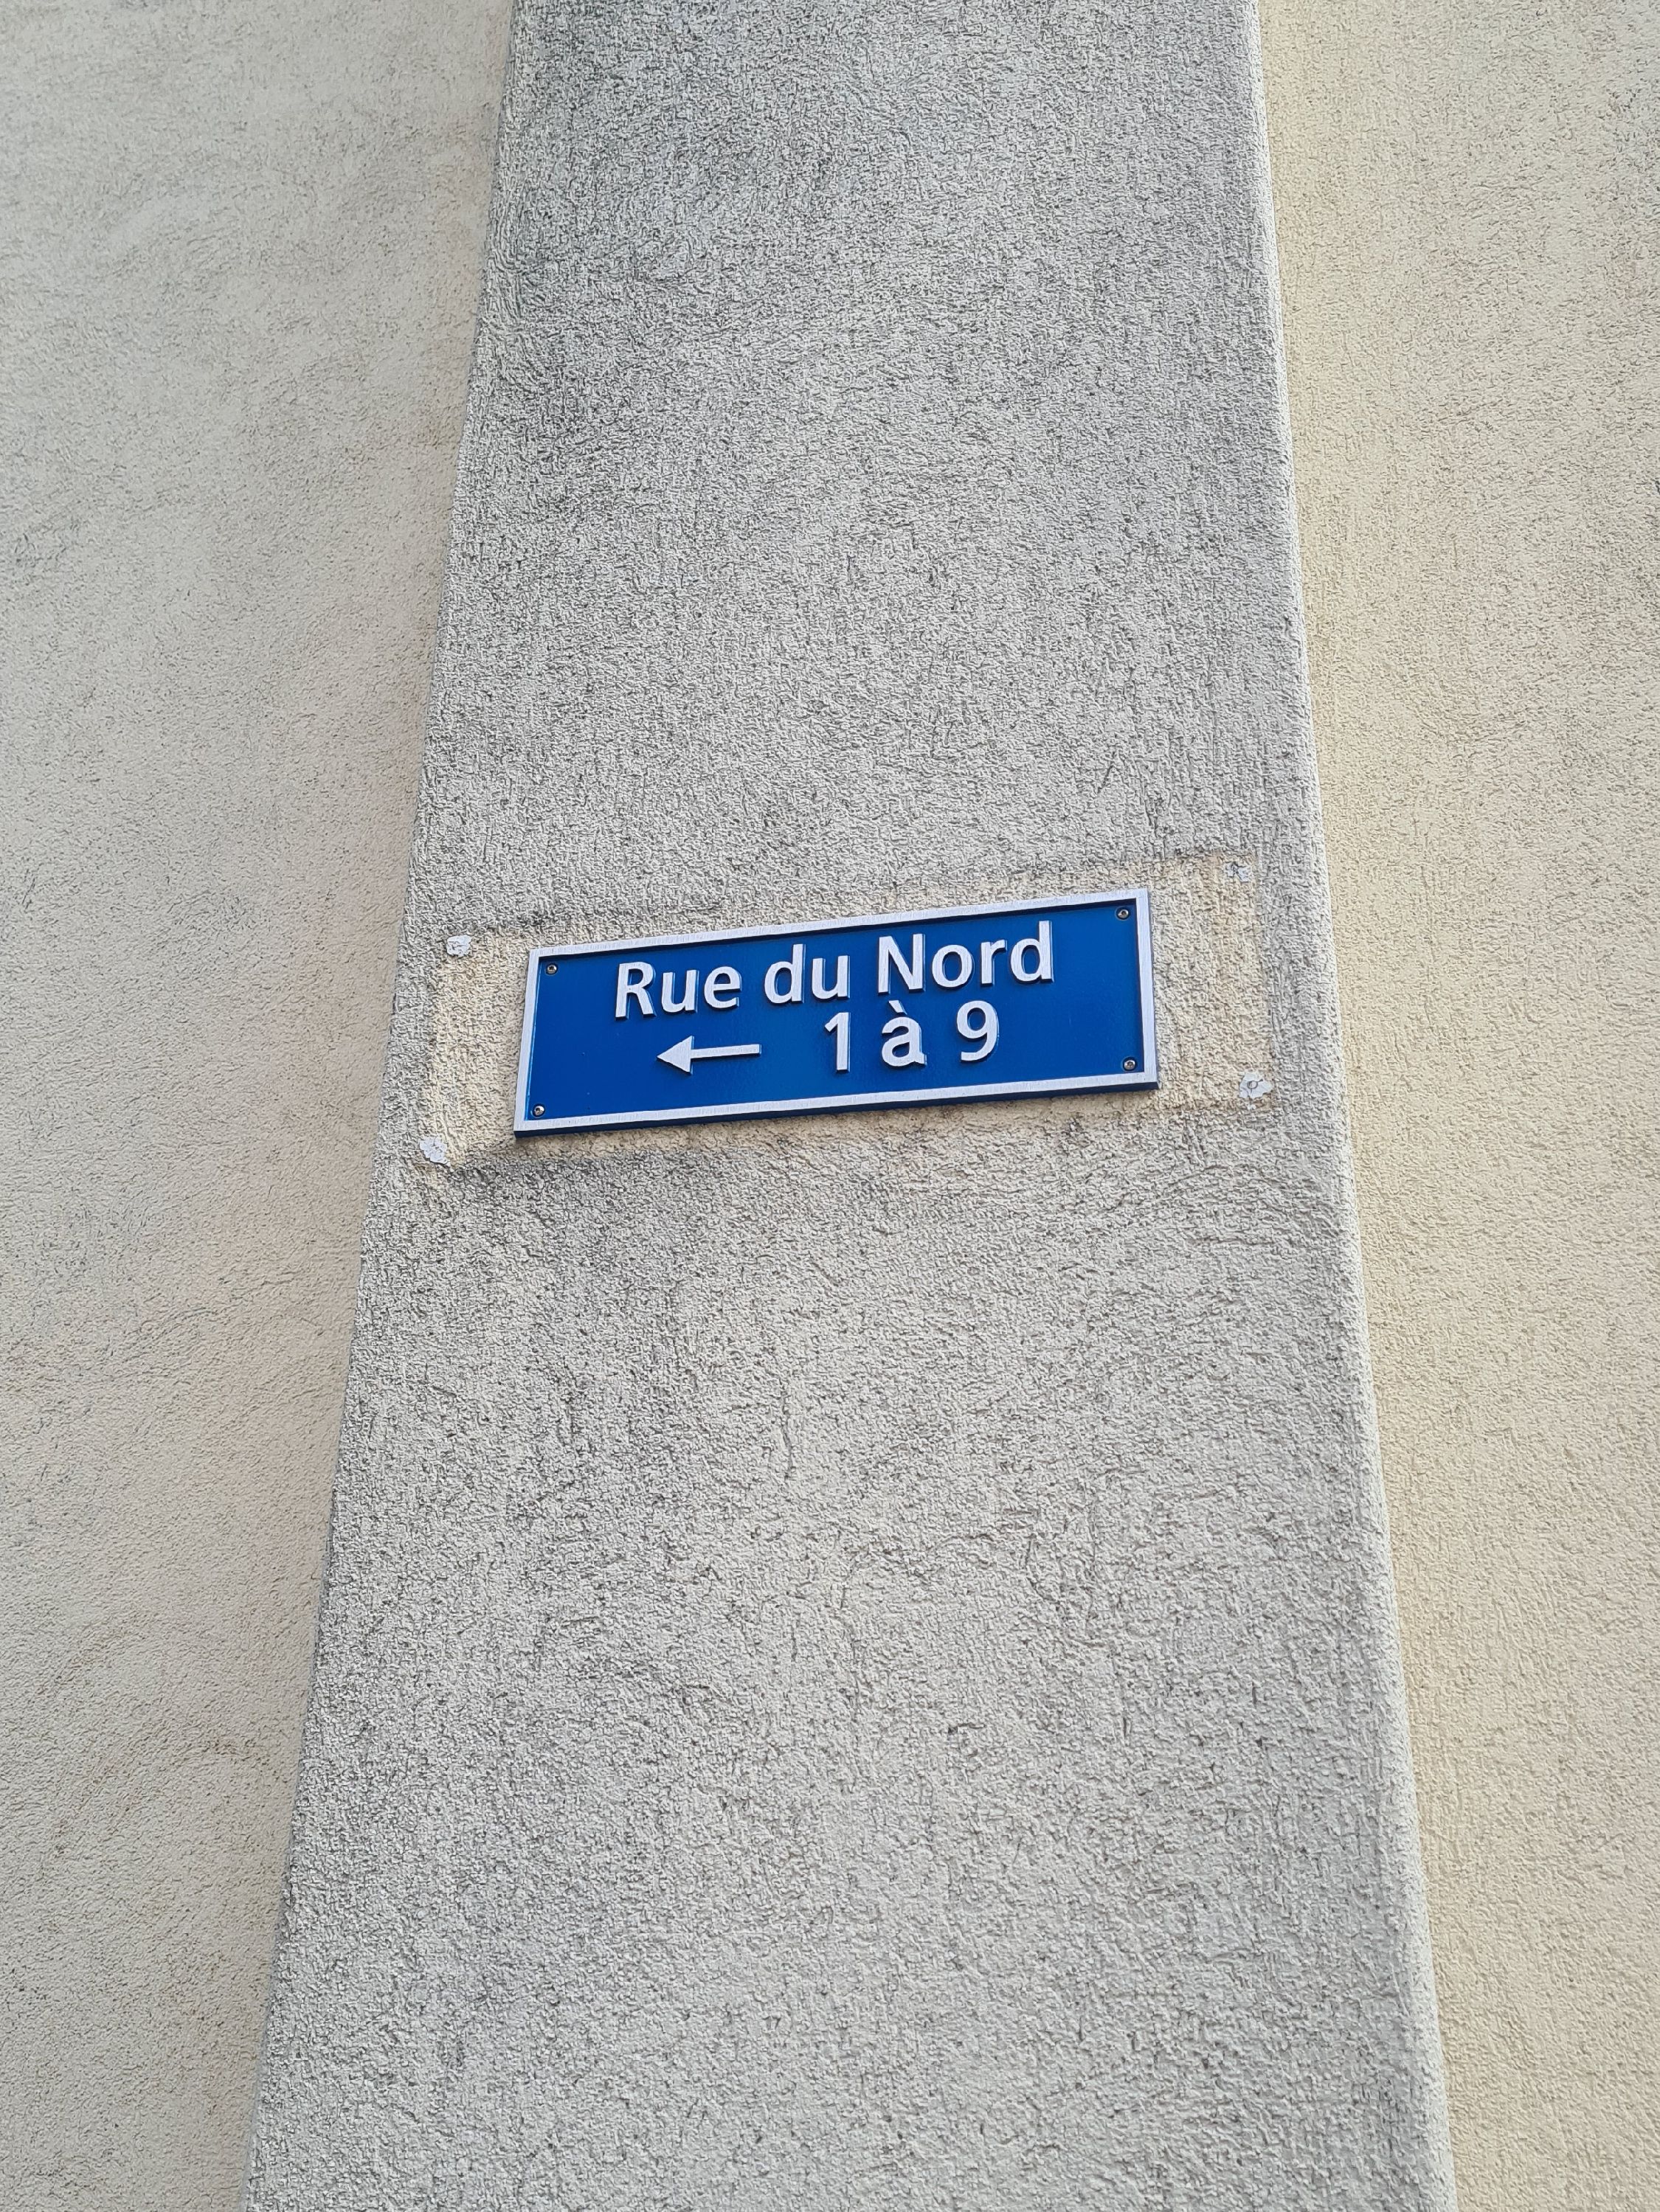 Rue du Nord
← 1 à 9